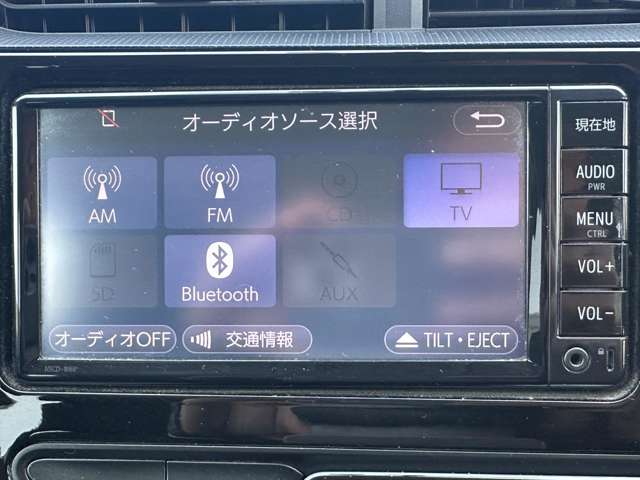 オーディオソース選択
現在地
AM
FM
CD
TV
AUDIO
PWR
MENU
CTRL
SD
Bluetooth
AUX
VOL+
VOL-
オーディオOFF
交通情報
TILT・EJECT